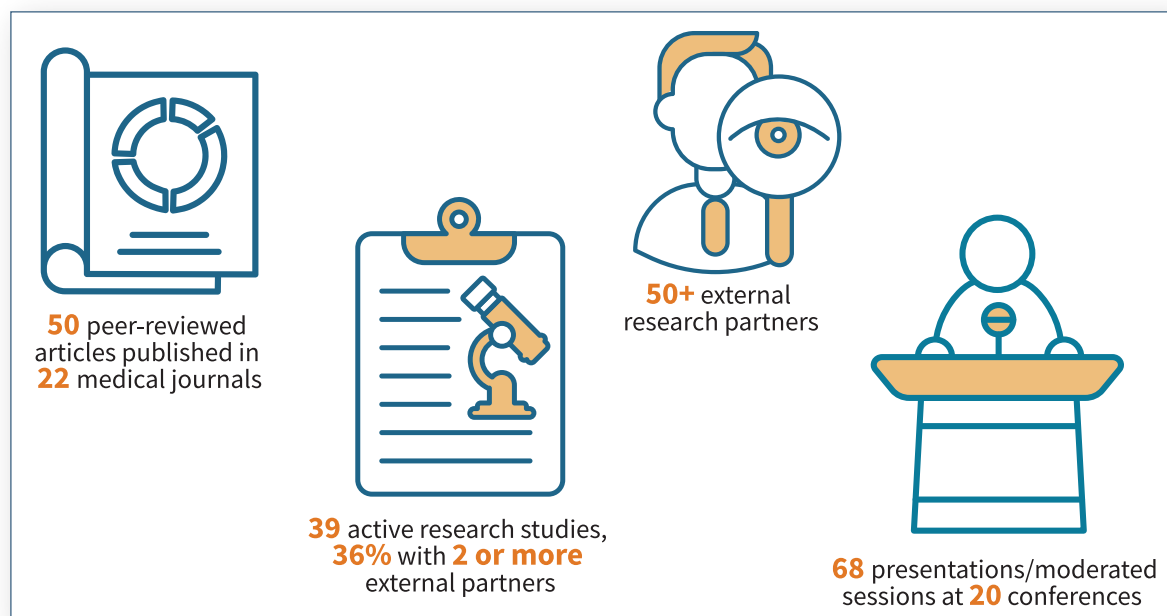 50 peer-reviewed
articles published in
22 medical journals
39 active research studies,
36% with 2 or more
external partners
50+ external
research partners
68 presentations/moderated
sessions at 20 conferences